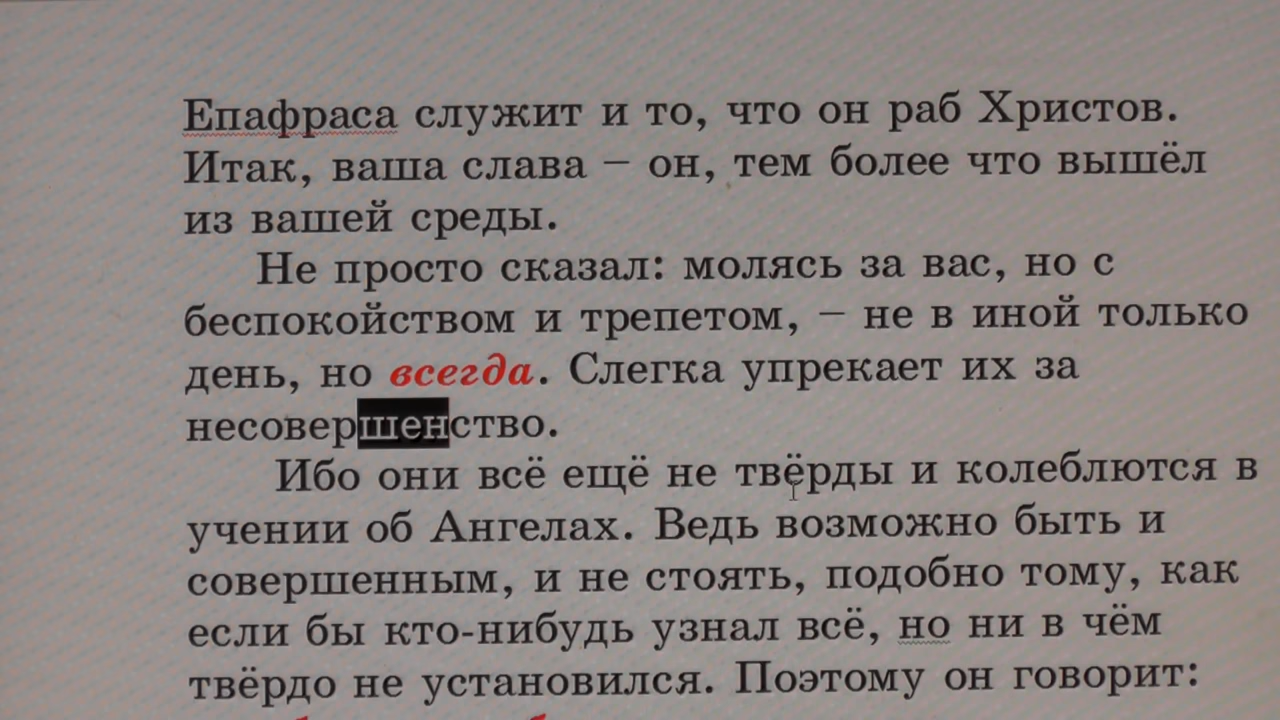 Епафраса служит и то, что он раб Христов.
Итак, ваша слава – он, тем более что вышёл
из вашей среды.
Не просто сказал: молясь за вас, но с
беспокойством и трепетом, – не в иной только
день, но всегда. Слегка упрекает их за
несовершенство.
Ибо они всё ещё не твёрды и колеблются в
учении об Ангелах. Ведь возможно быть и
совершенным, и не стоять, подобно тому, как
если бы кто-нибудь узнал всё, но ни в чём
твёрдо не установился. Поэтому он говорит: